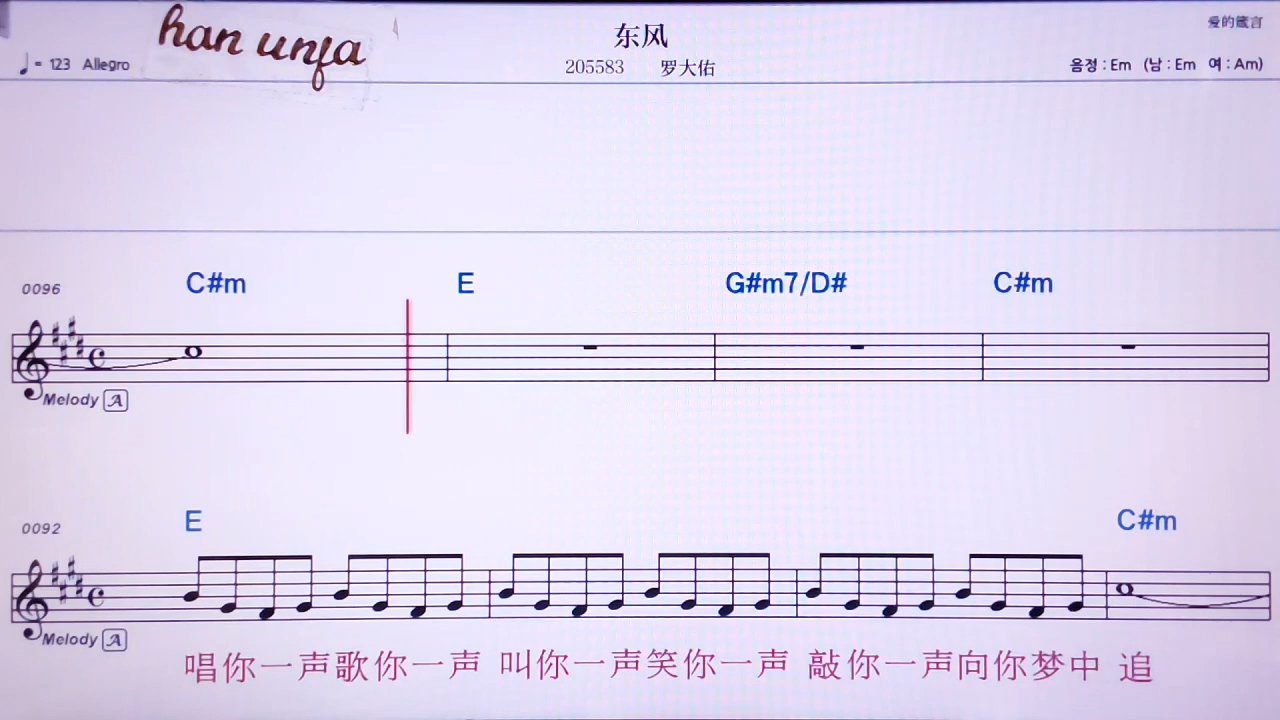 han unja
东风
爱的箴言
♩ = 123 Allegro
205583 罗大佑
음정 : Em (남 : Em 여 : Am)
C#m E G#m7/D# C#m
0096
Melody A
E C#m
0092
Melody A
唱你一声歌你一声 叫你一声笑你一声 敲你一声向你梦中 追